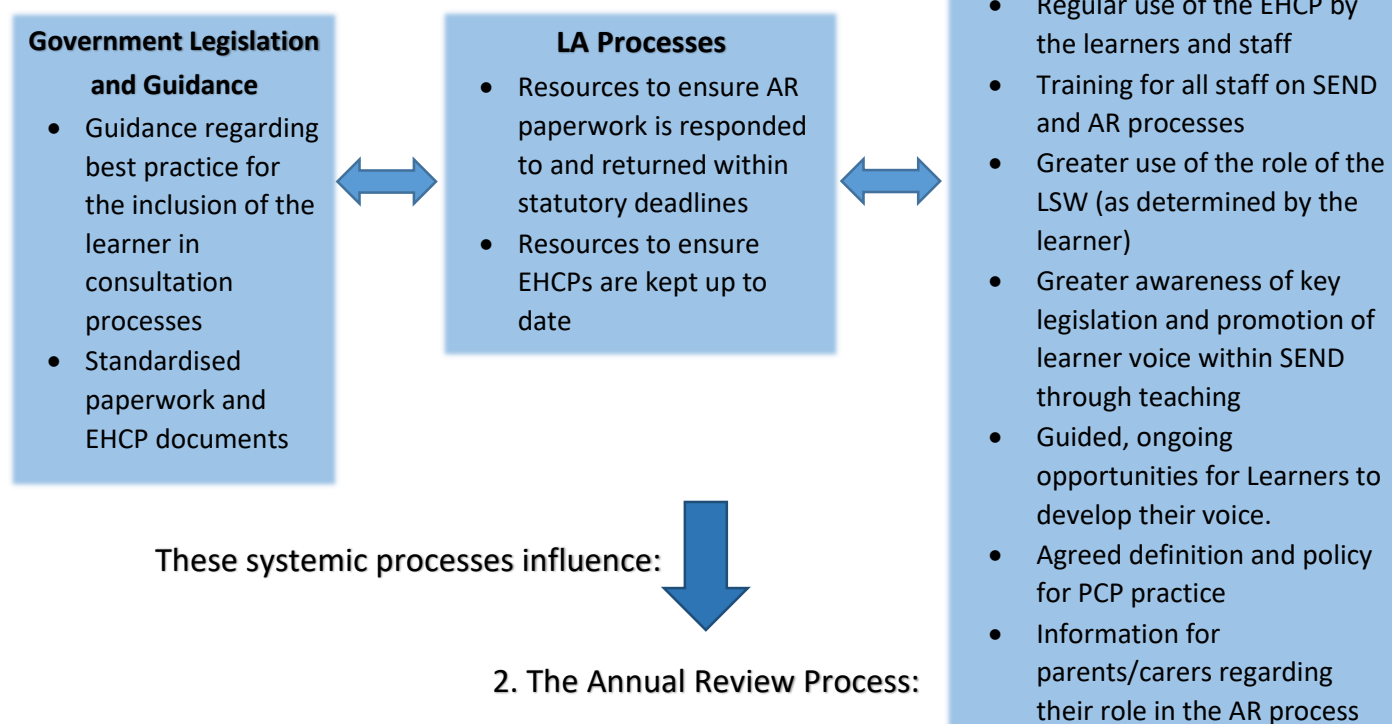 Government Legislation
and Guidance
• Guidance regarding
best practice for
the inclusion of the
learner in
consultation
processes
• Standardised
paperwork and
EHCP documents
LA Processes
• Resources to ensure AR
paperwork is responded
to and returned within
statutory deadlines
• Resources to ensure
EHCPs are kept up to
date
• Regular use of the EHCP by
the learners and staff
• Training for all staff on SEND
and AR processes
• Greater use of the role of the
LSW (as determined by the
learner)
• Greater awareness of key
legislation and promotion of
learner voice within SEND
through teaching
• Guided, ongoing
opportunities for Learners to
develop their voice.
• Agreed definition and policy
for PCP practice
• Information for
parents/carers regarding
their role in the AR process
These systemic processes influence:
2. The Annual Review Process: